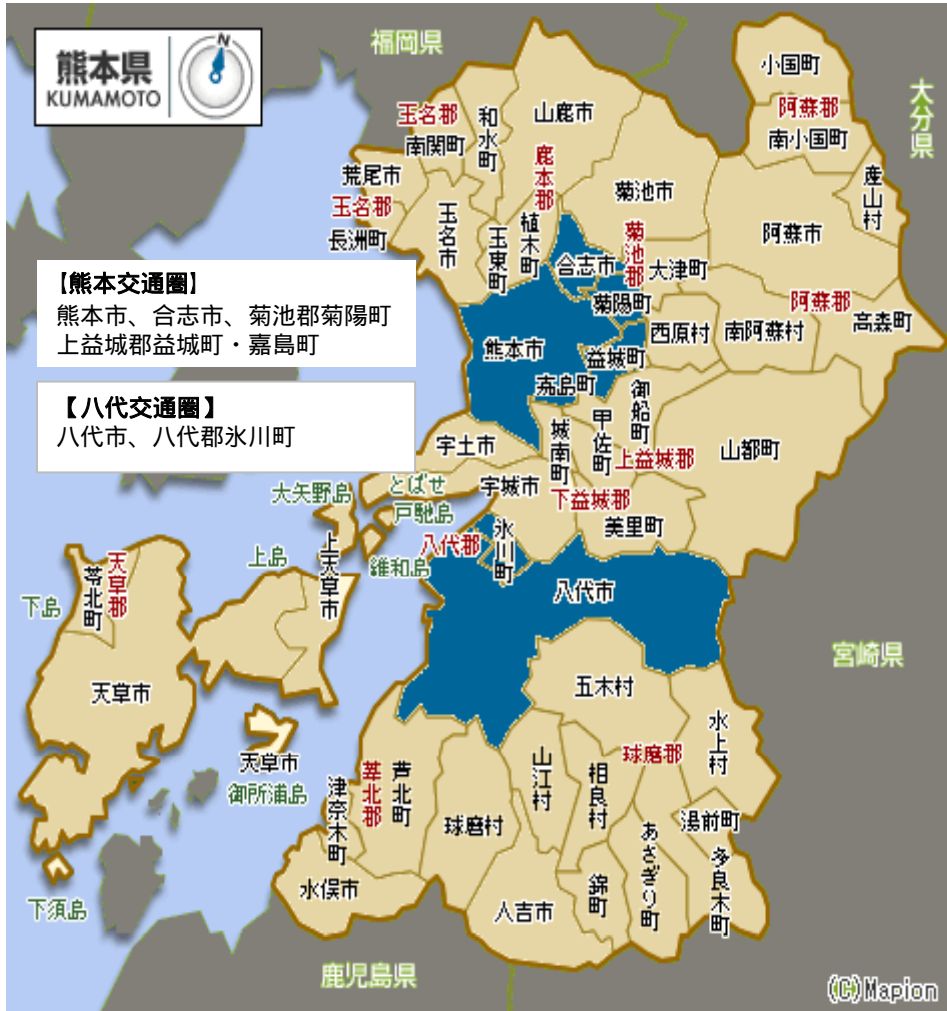 熊本県
KUMAMOTO
N
福岡県
小国町
阿蘇郡
南小国町
大分県
産山村
玉名郡
南関町
和水町
山鹿市
鹿本郡
植木町
菊池市
荒尾市
玉名郡
長洲町
玉名市
玉東町
合志市
菊池郡
大津町
阿蘇市
阿蘇郡
高森町
菊陽町
西原村
南阿蘇村
【熊本交通圏】
熊本市、合志市、菊池郡菊陽町
上益城郡益城町・嘉島町
熊本市
益城町
嘉島町
御船町
甲佐町
城南町
上益城郡
山都町
【八代交通圏】
八代市、八代郡氷川町
宇土市
宇城市
下益城郡
美里町
大矢野島
とばせ
戸馳島
維和島
八代郡
氷川町
上島
上天草市
天草郡
苓北町
下島
八代市
宮崎県
天草市
天草市
御所浦島
下須島
五木村
水上村
球磨郡
山江村
相良村
湯前町
葦北郡
芦北町
津奈木町
球磨村
あさぎり町
多良木町
錦町
水俣市
人吉市
鹿児島県
(C)Mapion